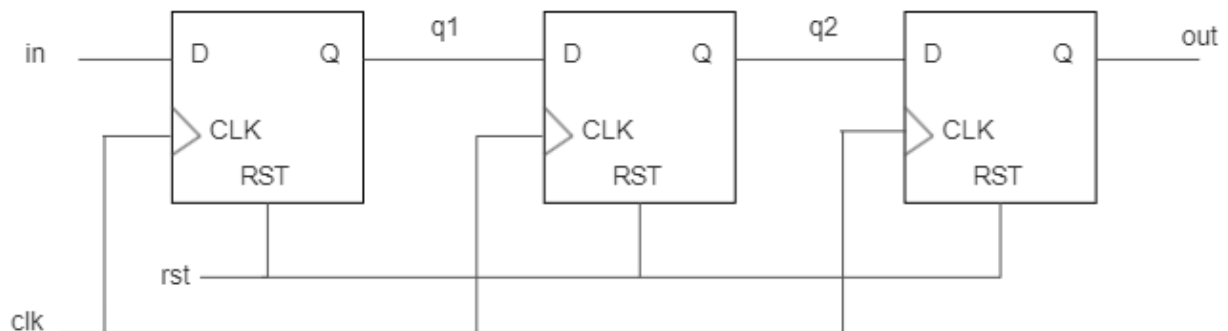 q1 q2
in D Q D Q D Q out
CLK CLK CLK
RST RST RST
rst
clk